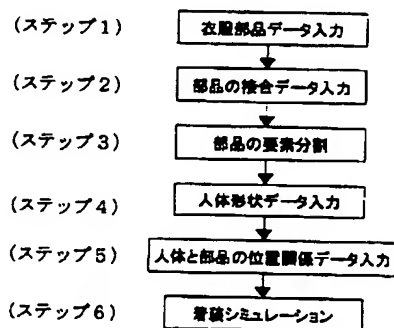 (ステップ1) 衣服部品データ入力
(ステップ2) 部品の接合データ入力
(ステップ3) 部品の要素分割
(ステップ4) 人体形状データ入力
(ステップ5) 人体と部品の位置関係データ入力
(ステップ6) 着装シミュレーション